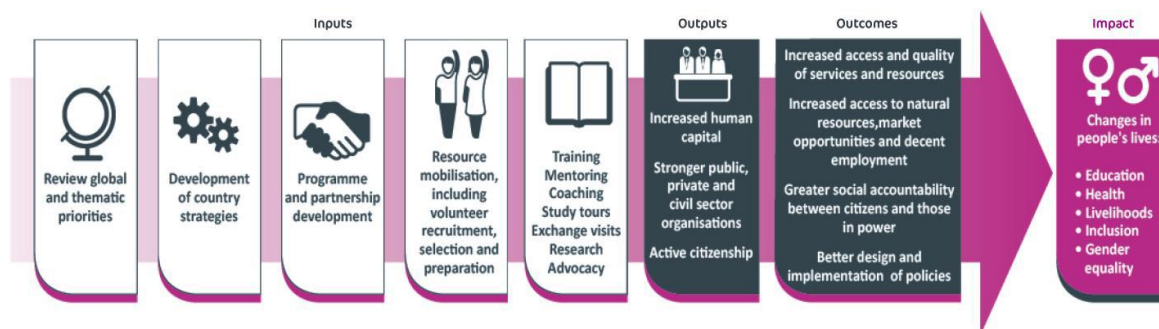 Inputs
Outputs
Outcomes
Impact
Review global
and thematic
priorities
Development
of country
strategies
Programme
and partnership
development
Resource
mobilisation,
including
volunteer
recruitment,
selection and
preparation
Training
Mentoring
Coaching
Study tours
Exchange visits
Research
Advocacy
Increased human
capital
Stronger public,
private and
civil sector
organisations
Active citizenship
Increased access and quality
of services and resources
Increased access to natural
resources,market
opportunities and decent
employment
Greater social accountability
between citizens and those
in power
Better design and
implementation of policies
Changes in
people's lives:
• Education
• Health
• Livelihoods
• Inclusion
• Gender
equality